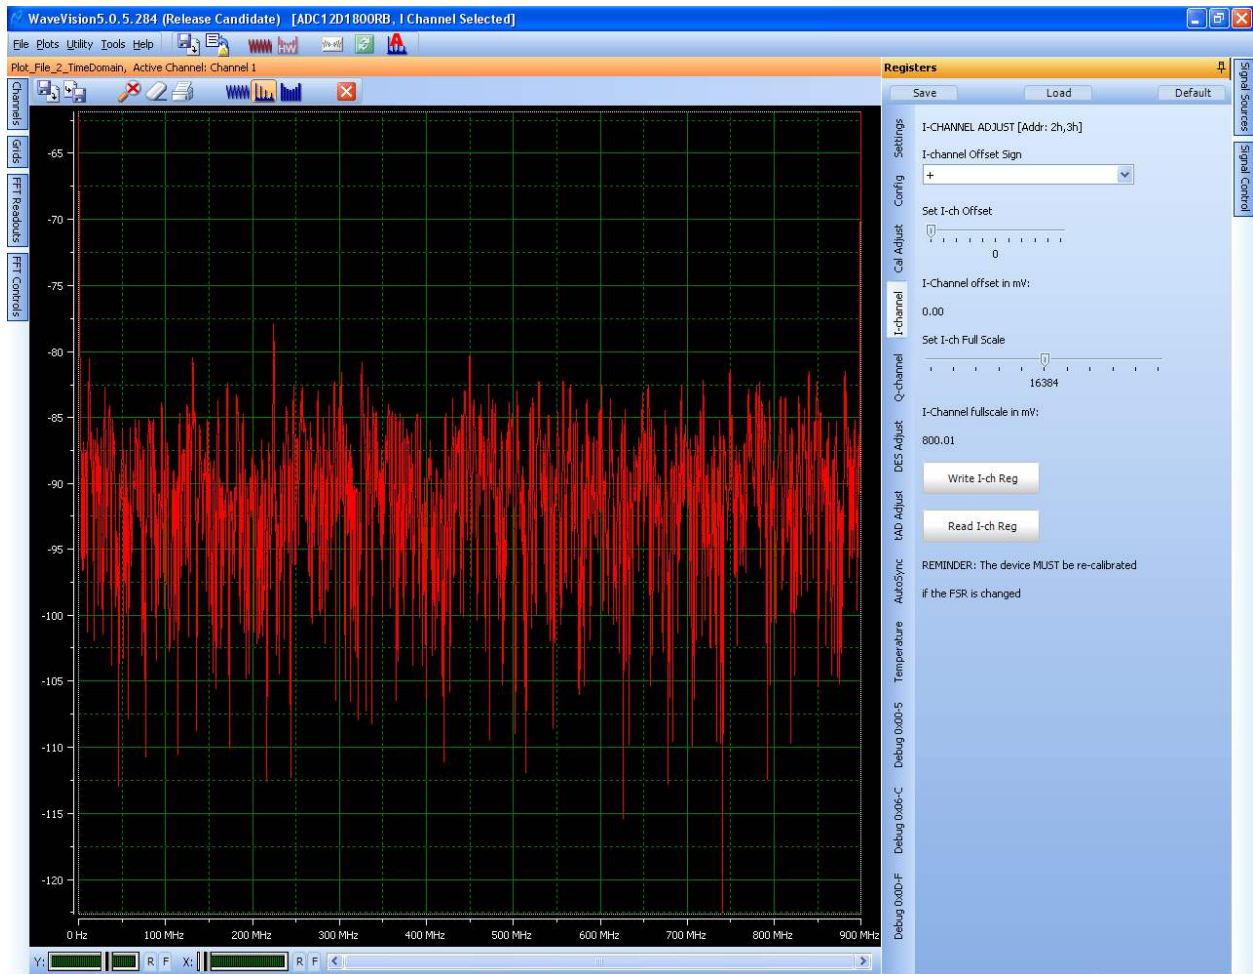 WaveVision5.0.5.284 (Release Candidate) [ADC12D1800RB, I Channel Selected]
File Plots Utility Tools Help
Plot_File_2_TimeDomain, Active Channel: Channel 1
Channels
Grids
FFT Readouts
FFT Controls
-65
-70
-75
-80
-85
-90
-95
-100
-105
-110
-115
-120
0 Hz 100 MHz 200 MHz 300 MHz 400 MHz 500 MHz 600 MHz 700 MHz 800 MHz 900 MHz
Y: R F X: R F
Registers
Save Load Default
Settings
Config
Cal Adjust
I-channel
Q-channel
DES Adjust
tAD Adjust
AutoSync
Temperature
Debug 0x00-5
Debug 0x06-C
Debug 0x0D-F
I-CHANNEL ADJUST [Addr: 2h,3h]
I-channel Offset Sign
+
Set I-ch Offset
0
I-Channel offset in mV:
0.00
Set I-ch Full Scale
16384
I-Channel fullscale in mV:
800.01
Write I-ch Reg
Read I-ch Reg
REMINDER: The device MUST be re-calibrated
if the FSR is changed
Signal Sources
Signal Control